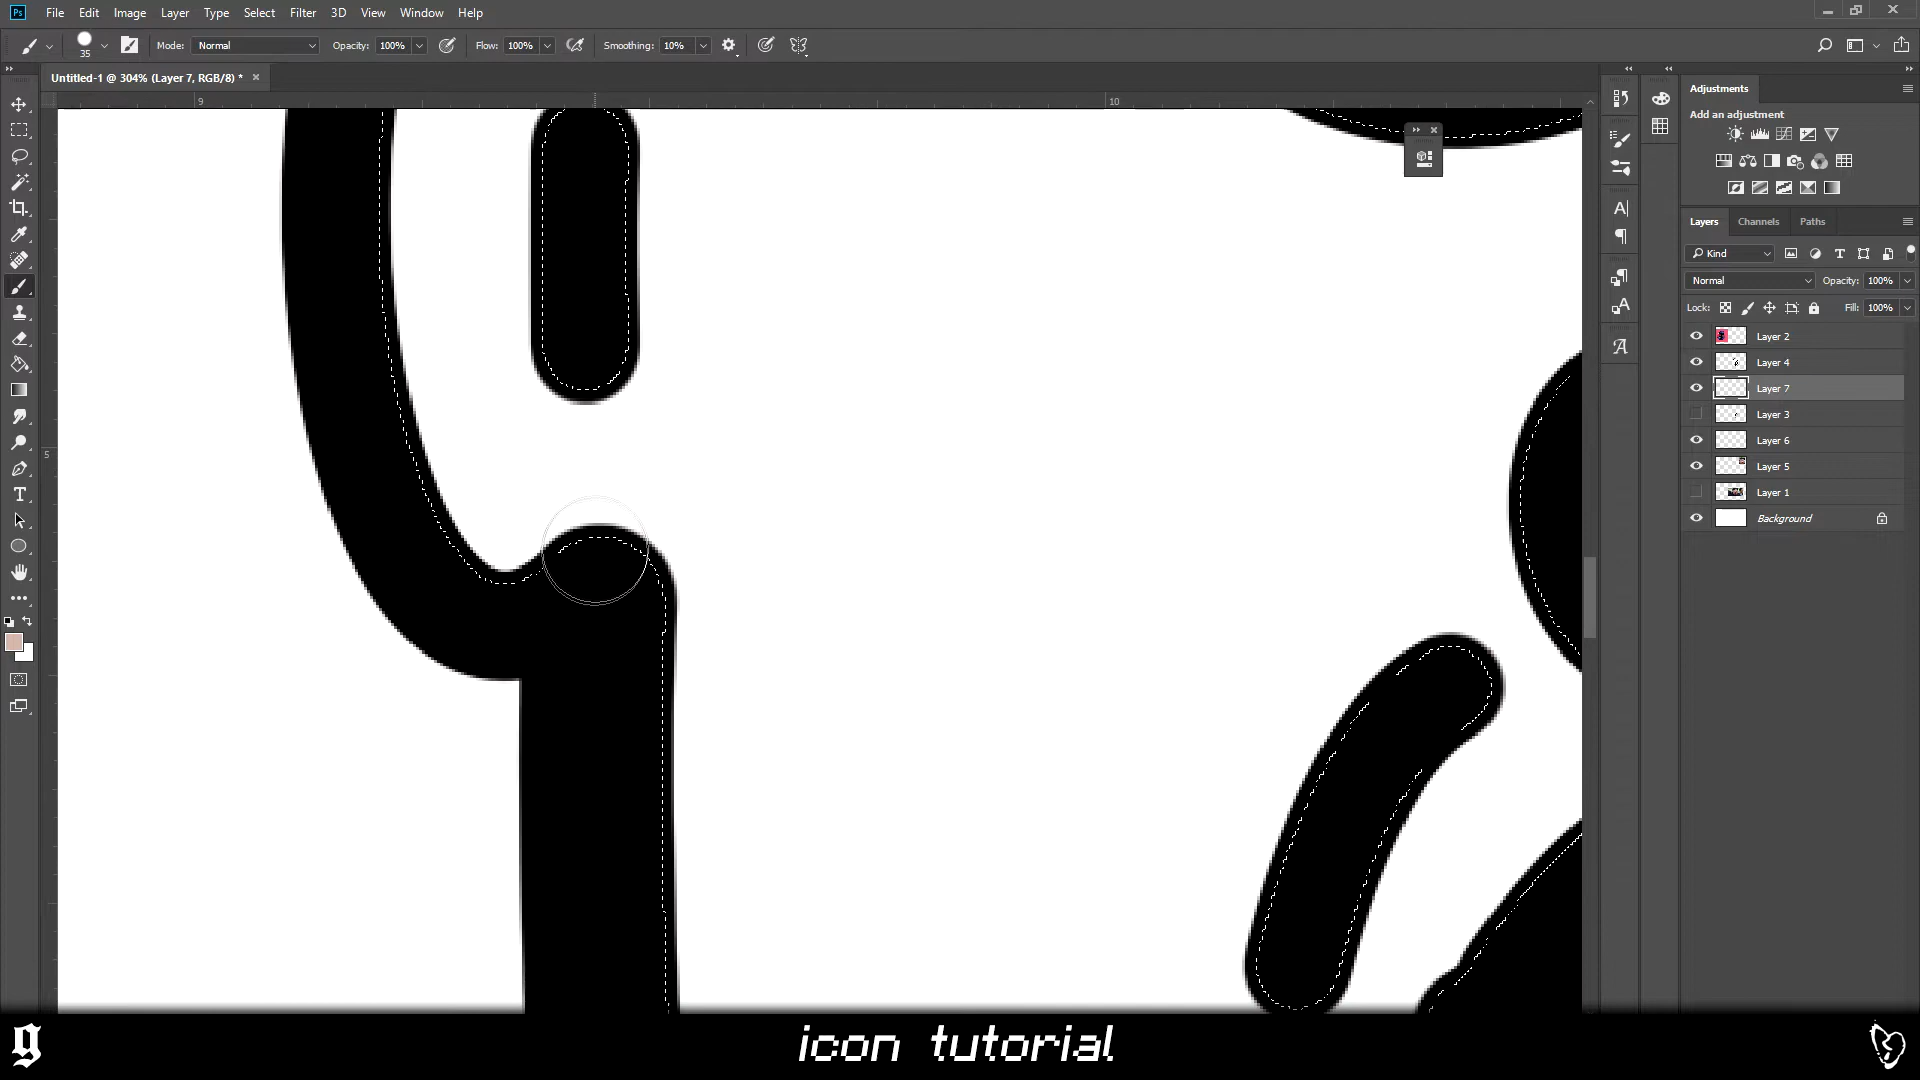 Ps File Edit Image Layer Type Select Filter 3D View Window Help
35 Mode: Normal Opacity: 100% Flow: 100% Smoothing: 10%
Untitled-1 @ 304% (Layer 7, RGB/8) *
9 10
5
Adjustments
Add an adjustment
Layers Channels Paths
Kind
Normal Opacity: 100%
Lock: Fill: 100%
Layer 2
Layer 4
Layer 7
Layer 3
Layer 6
Layer 5
Layer 1
Background
g icon tutorial